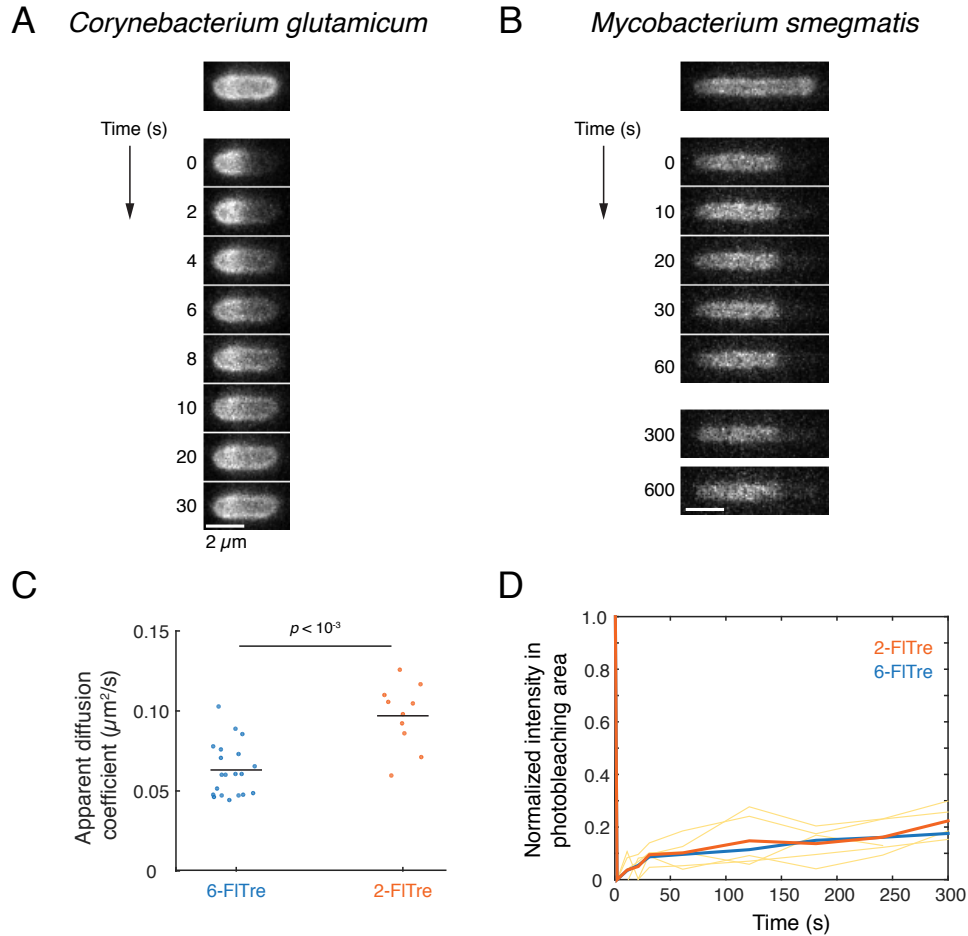 A Corynebacterium glutamicum
Time (s)
0
2
4
6
8
10
20
30
2 µm
B Mycobacterium smegmatis
Time (s)
0
10
20
30
60
300
600
C
p < 10-3
Apparent diffusion
coefficient (µm²/s)
0.15
0.10
0.05
0
6-FlTre 2-FlTre
D
Normalized intensity in
photobleaching area
1.0
0.8
0.6
0.4
0.2
0
2-FlTre
6-FlTre
0 50 100 150 200 250 300
Time (s)